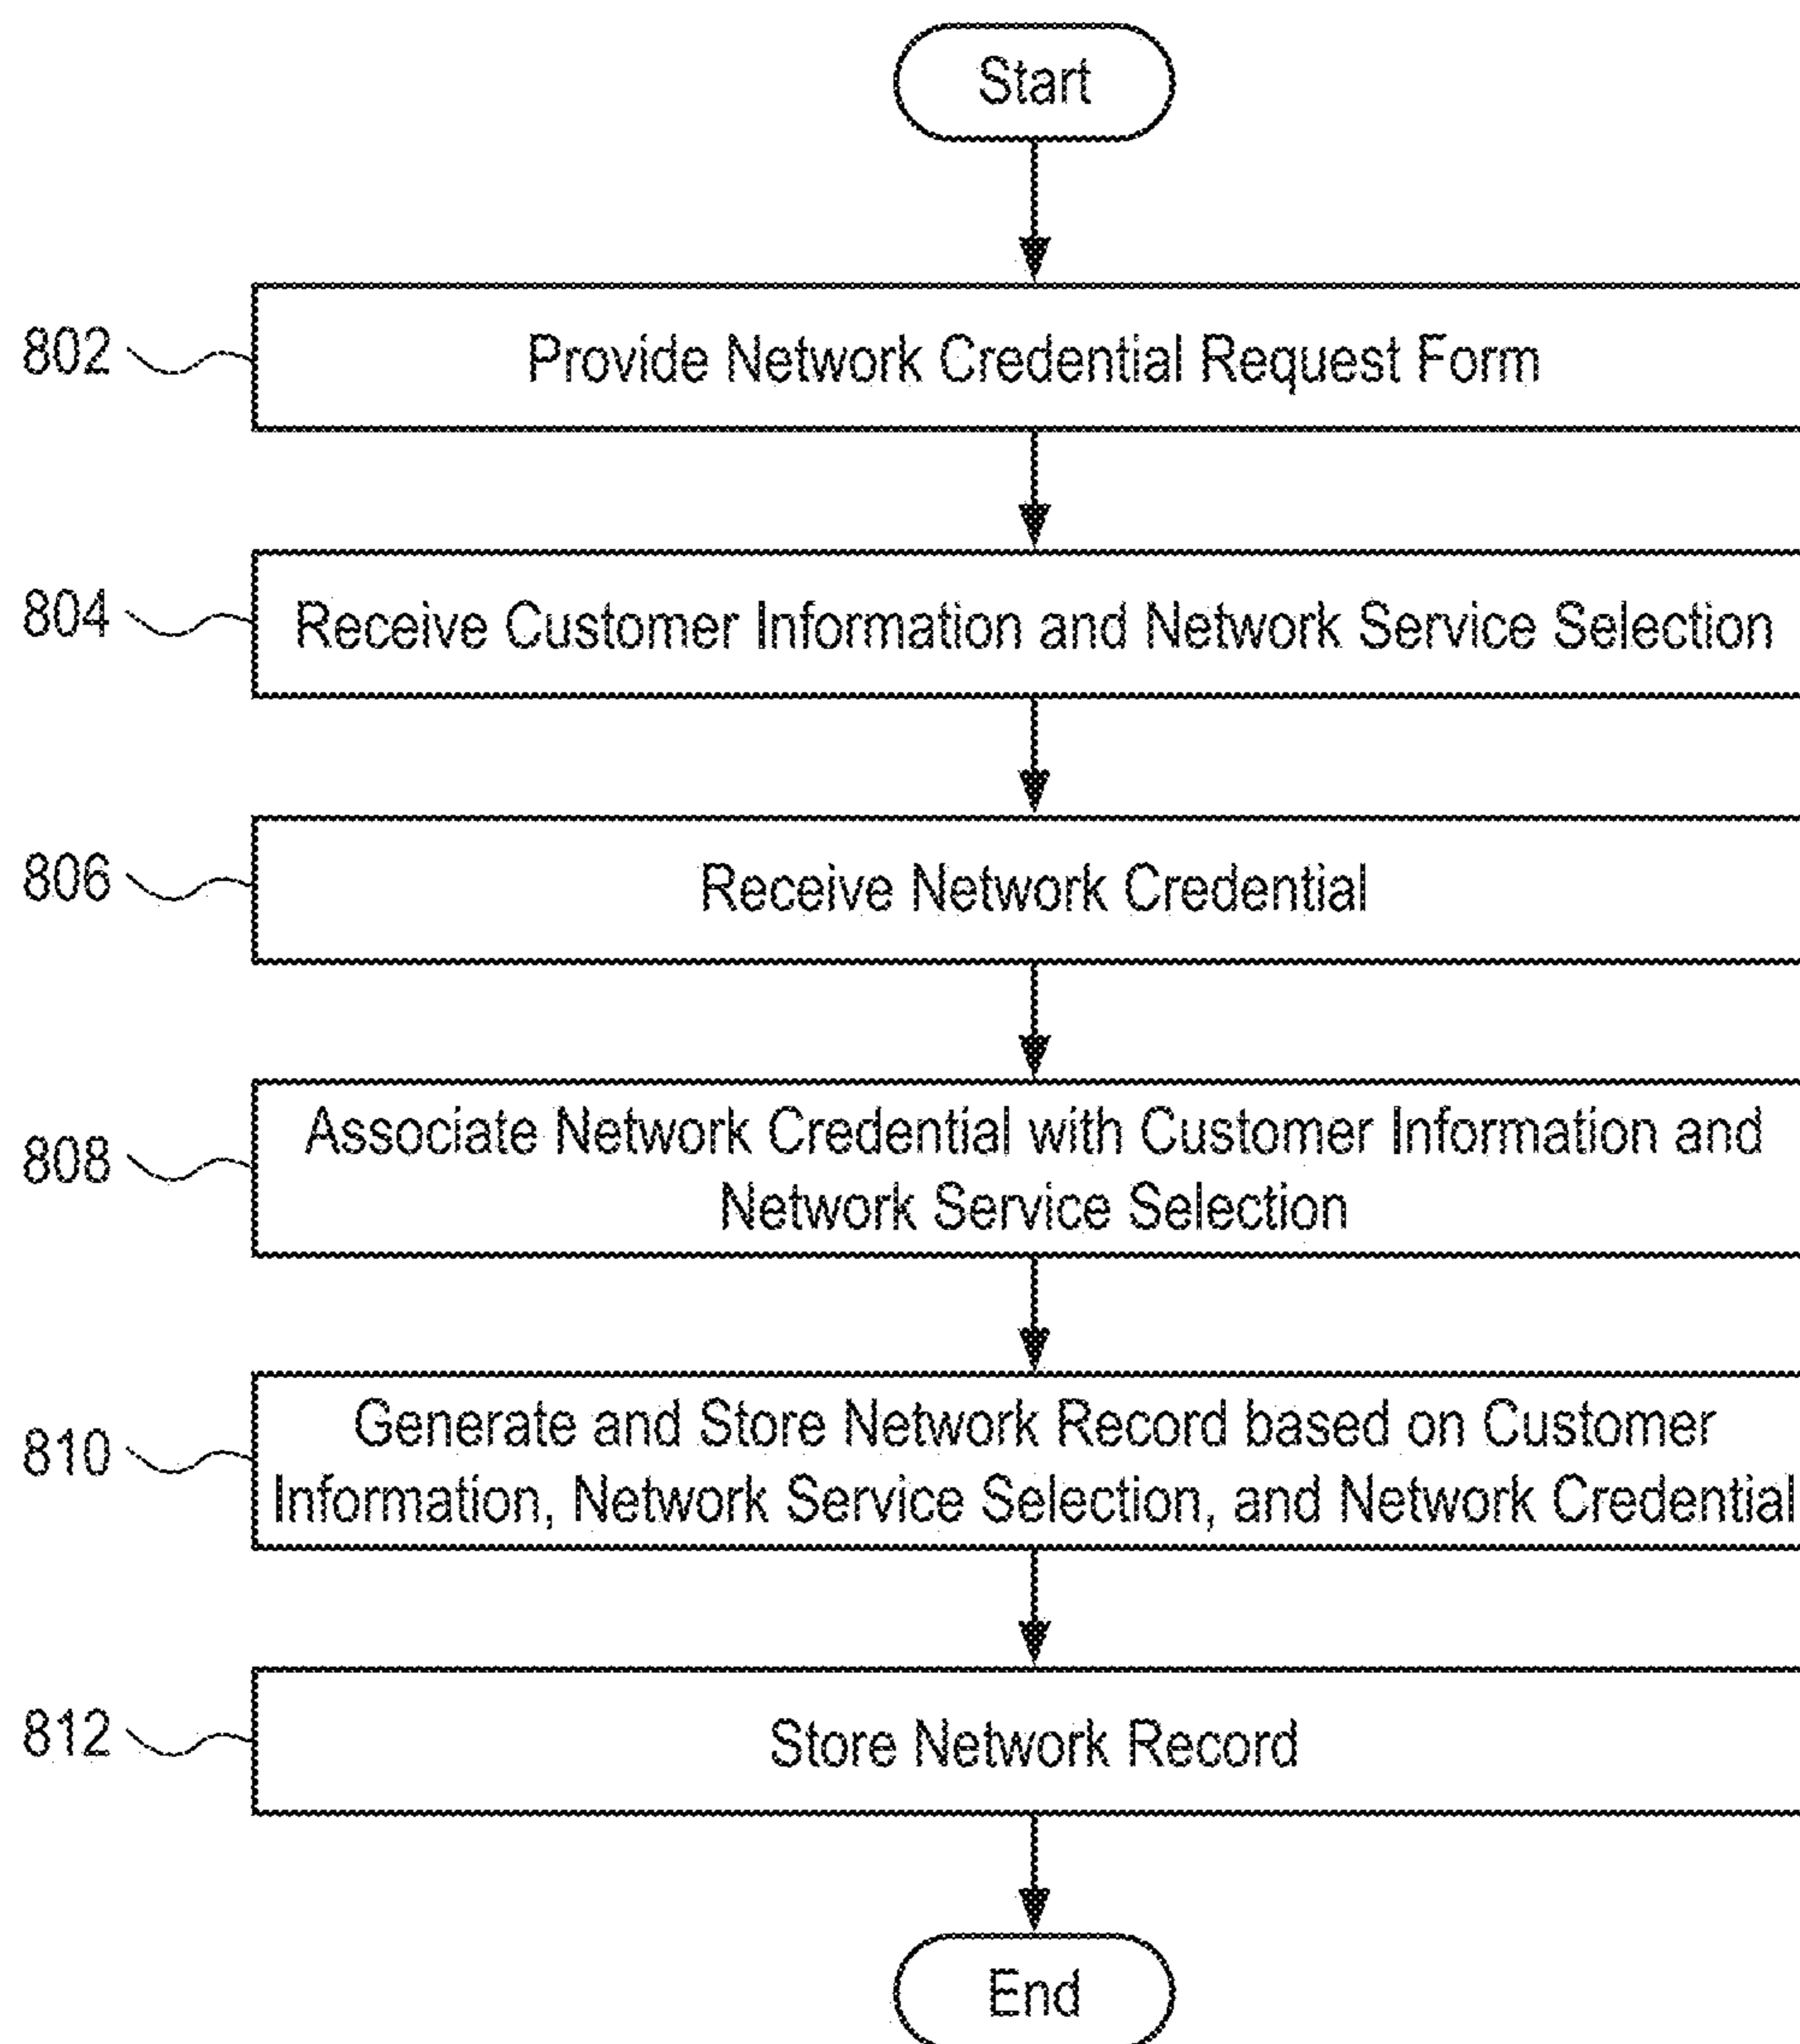 Start
802
Provide Network Credential Request Form
804
Receive Customer Information and Network Service Selection
806
Receive Network Credential
808
Associate Network Credential with Customer Information and
Network Service Selection
810
Generate and Store Network Record based on Customer
Information, Network Service Selection, and Network Credential
812
Store Network Record
End